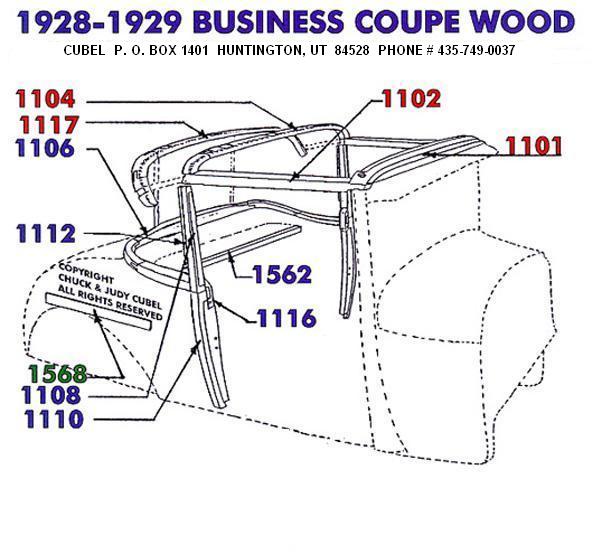 1928-1929 BUSINESS COUPE WOOD
CUBEL P. O. BOX 1401 HUNTINGTON, UT 84528 PHONE # 435-749-0037
1104
1102
1117
1106
1101
1112
1562
COPYRIGHT
CHUCK & JUDY CUBEL
ALL RIGHTS RESERVED
1116
1568
1108
1110